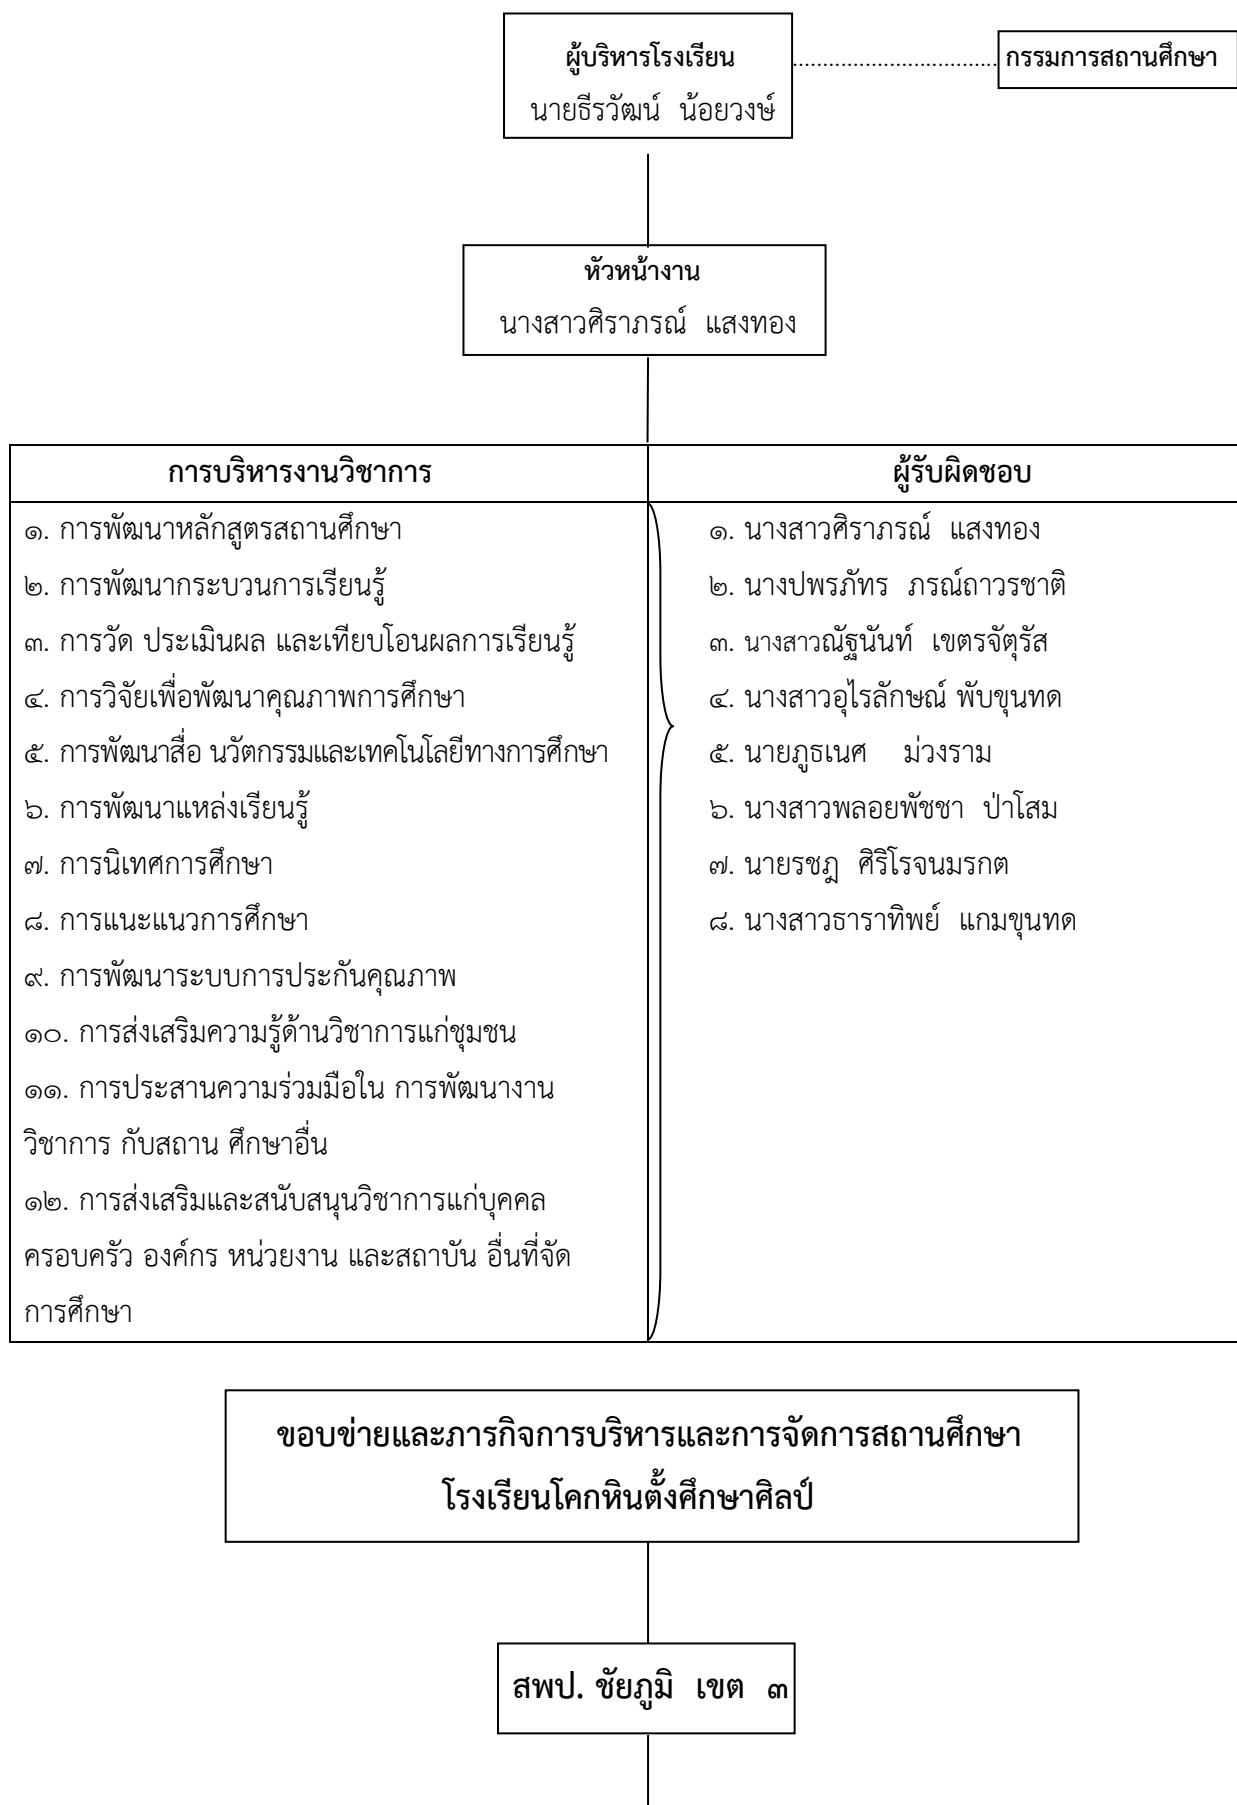 ผู้บริหารโรงเรียน
นายธีรวัฒน์ น้อยวงษ์
กรรมการสถานศึกษา
หัวหน้างาน
นางสาวศิราภรณ์ แสงทอง
การบริหารงานวิชาการ
๑. การพัฒนาหลักสูตรสถานศึกษา
๒. การพัฒนากระบวนการเรียนรู้
๓. การวัด ประเมินผล และเทียบโอนผลการเรียนรู้
๔. การวิจัยเพื่อพัฒนาคุณภาพการศึกษา
๕. การพัฒนาสื่อ นวัตกรรมและเทคโนโลยีทางการศึกษา
๖. การพัฒนาแหล่งเรียนรู้
๗. การนิเทศการศึกษา
๘. การแนะแนวการศึกษา
๙. การพัฒนาระบบการประกันคุณภาพ
๑๐. การส่งเสริมความรู้ด้านวิชาการแก่ชุมชน
๑๑. การประสานความร่วมมือใน การพัฒนางาน
วิชาการ กับสถาน ศึกษาอื่น
๑๒. การส่งเสริมและสนับสนุนวิชาการแก่บุคคล
ครอบครัว องค์กร หน่วยงาน และสถาบัน อื่นที่จัด
การศึกษา
ผู้รับผิดชอบ
๑. นางสาวศิราภรณ์ แสงทอง
๒. นางปพรภัทร ภรณ์ถาวรชาติ
๓. นางสาวณัฐนันท์ เขตรจัตุรัส
๔. นางสาวอุไรลักษณ์ พับขุนทด
๕. นายภูธเนศ ม่วงราม
๖. นางสาวพลอยพัชชา ป่าโสม
๗. นายรชฎ ศิริโรจนมรกต
๘. นางสาวธาราทิพย์ แกมขุนทด
ขอบข่ายและภารกิจการบริหารและการจัดการสถานศึกษา
โรงเรียนโคกหินตั้งศึกษาศิลป์
สพป. ชัยภูมิ เขต ๓